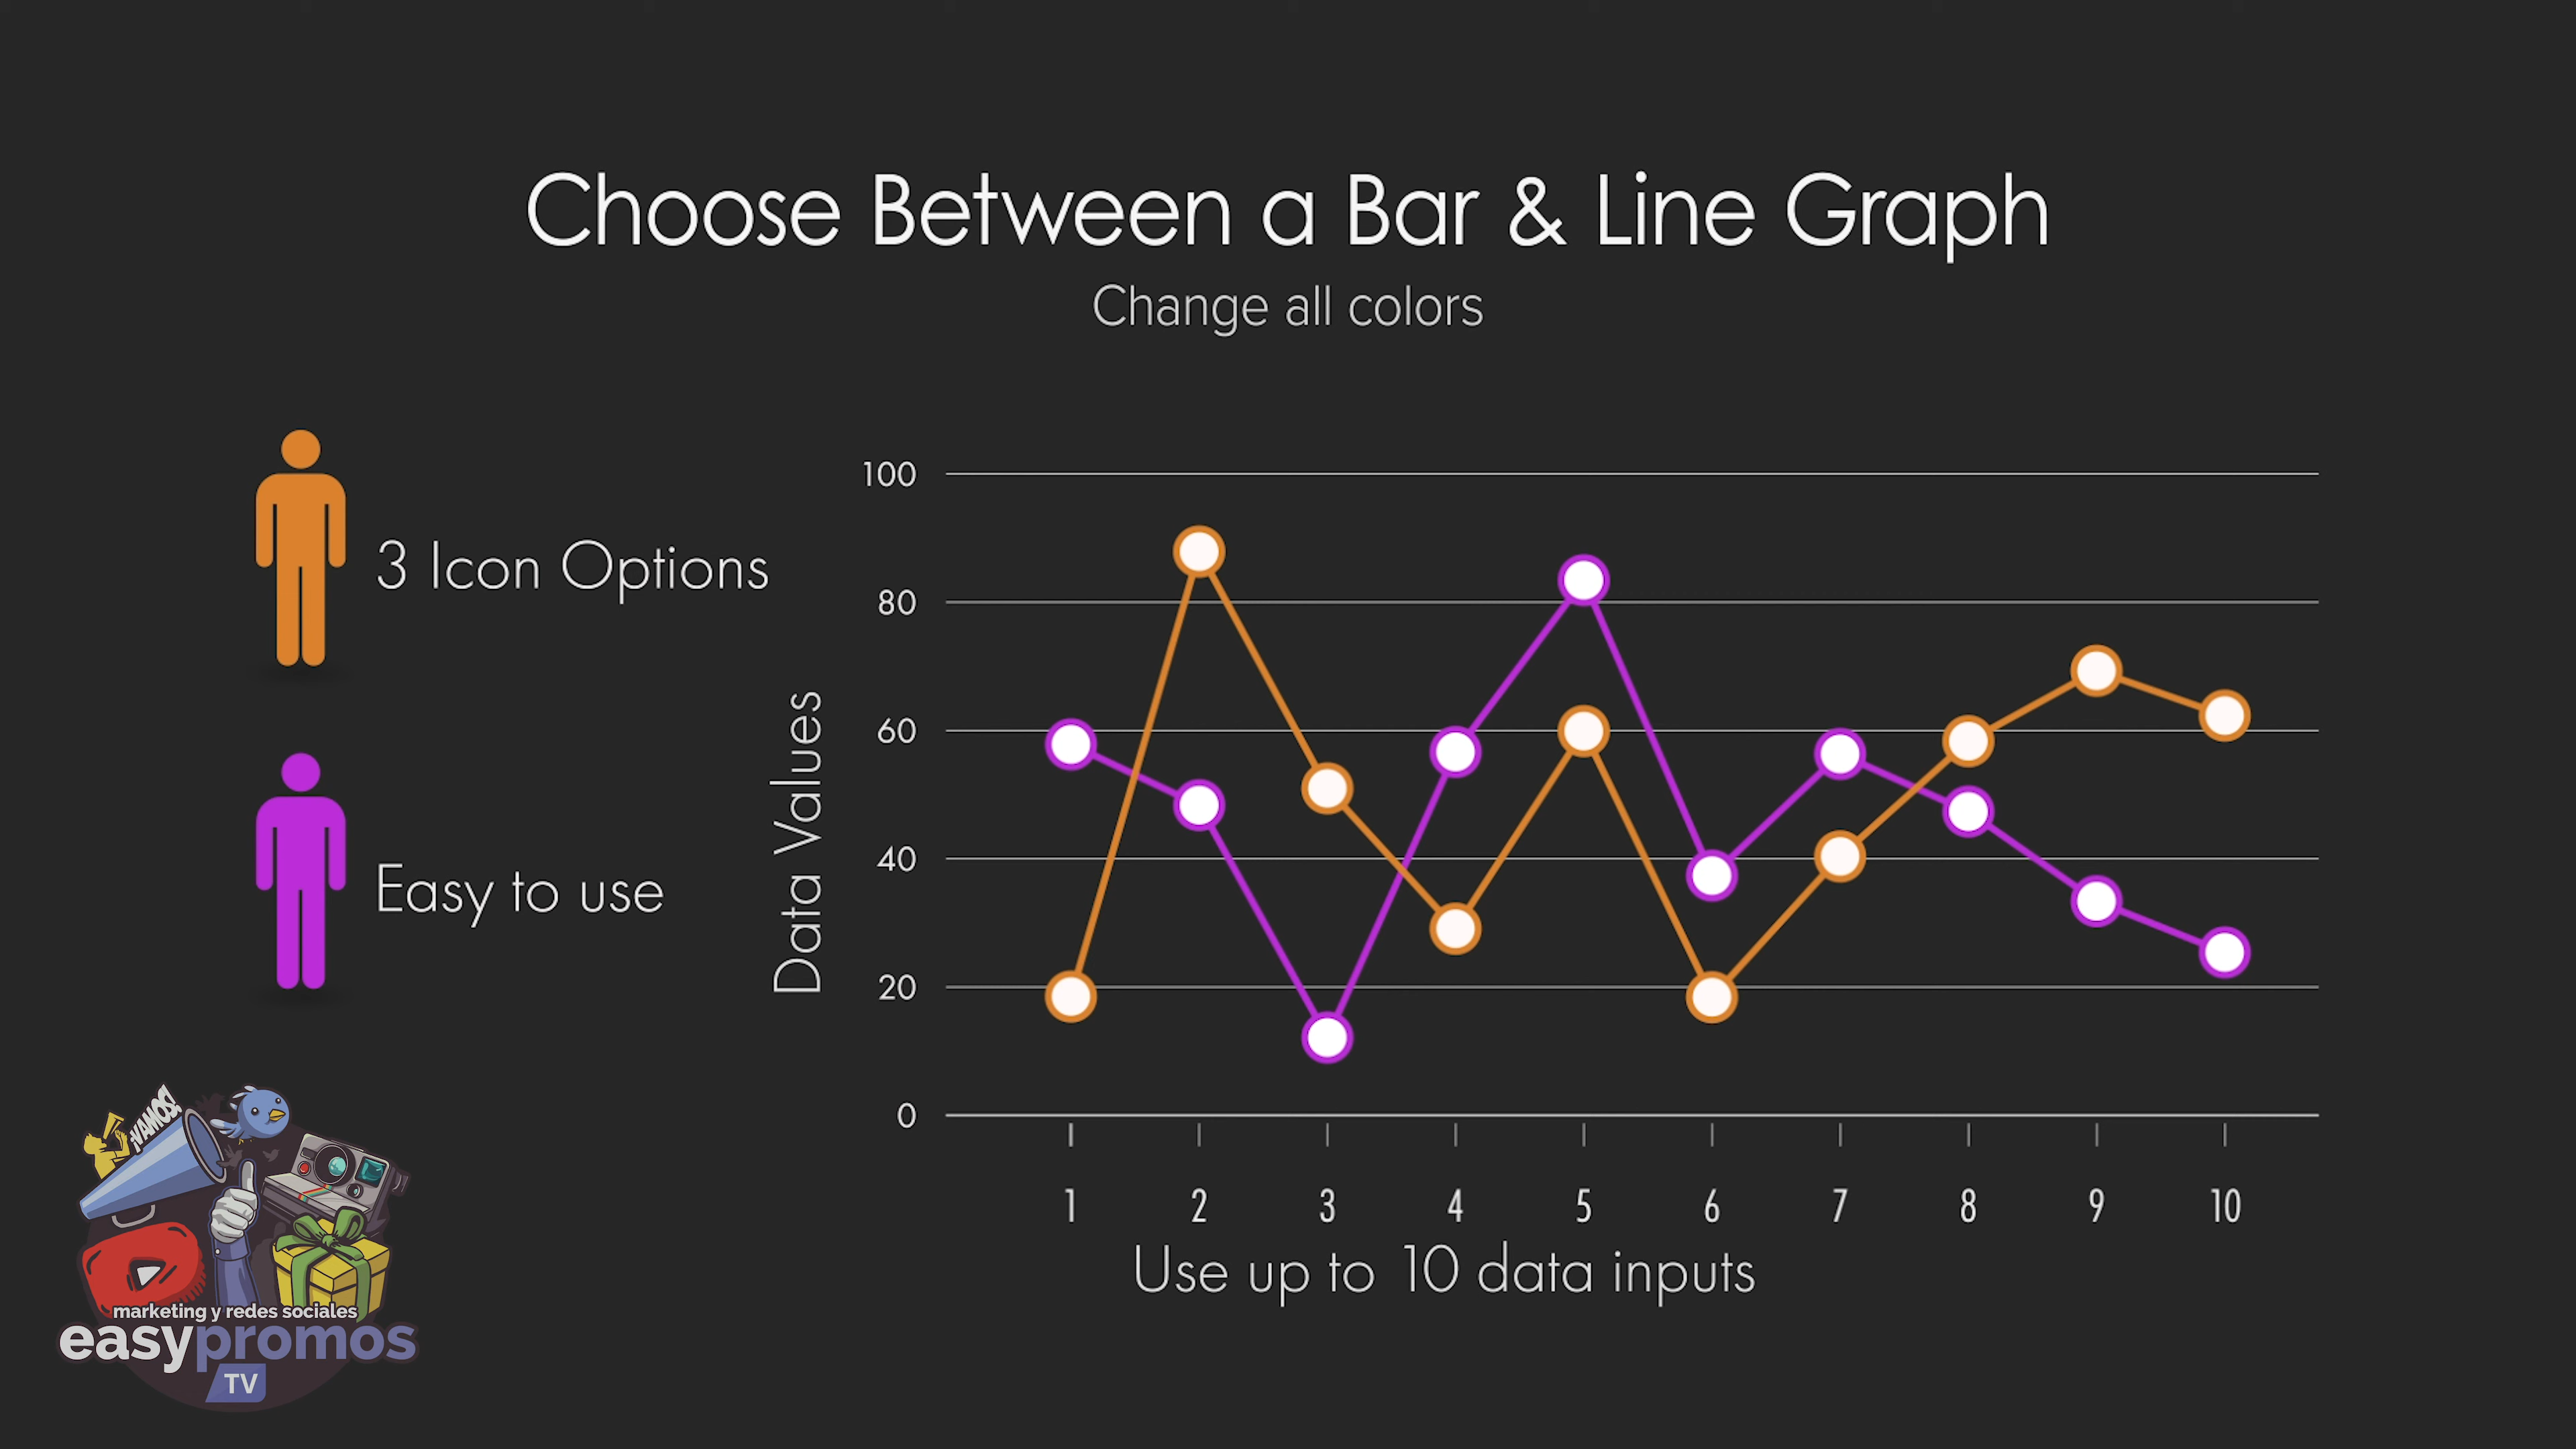 Choose Between a Bar & Line Graph
Change all colors
3 Icon Options
Easy to use
Data Values
100
80
60
40
20
0
1 2 3 4 5 6 7 8 9 10
Use up to 10 data inputs
¡VAMOS!
marketing y redes sociales
easypromos
TV